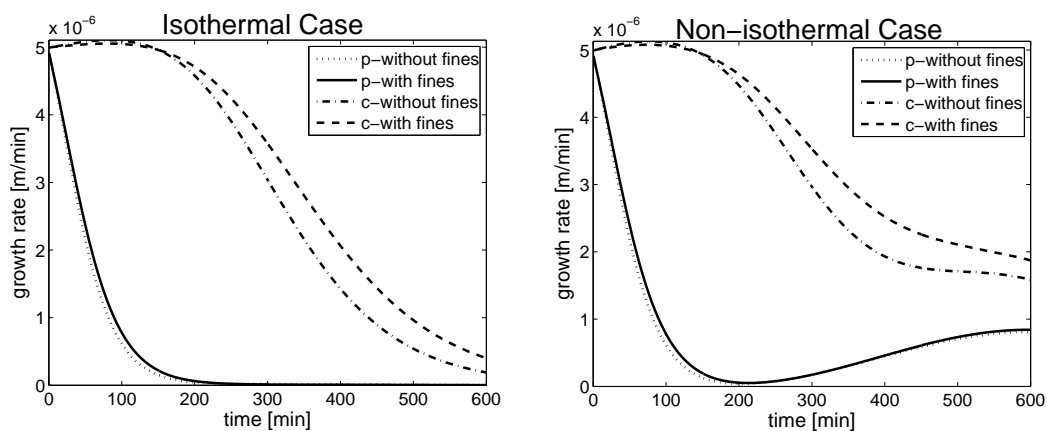 Isothermal Case
x 10⁻⁶
5
4
3
2
1
0
0 100 200 300 400 500 600
growth rate [m/min]
time [min]
p−without fines
p−with fines
c−without fines
c−with fines
Non−isothermal Case
x 10⁻⁶
5
4
3
2
1
0
0 100 200 300 400 500 600
growth rate [m/min]
time [min]
p−without fines
p−with fines
c−without fines
c−with fines